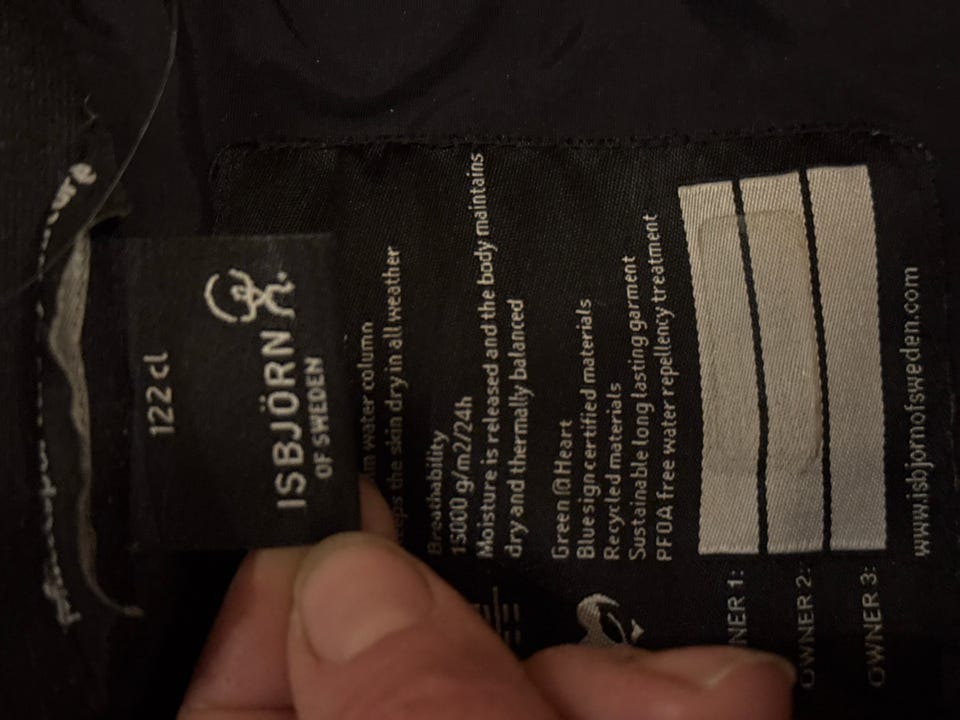 122 cl
ISBJÖRN
OF SWEDEN
water column
the skin dry in all weather
Breathability
15000 g/m2/24h
Moisture is released and the body maintains
dry and thermally balanced
Green@Heart
Bluesign certified materials
Recycled materials
Sustainable long lasting garment
PFOA free water repellency treatment
NER 1:
OWNER 2:
OWNER 3:
www.isbjornofsweden.com